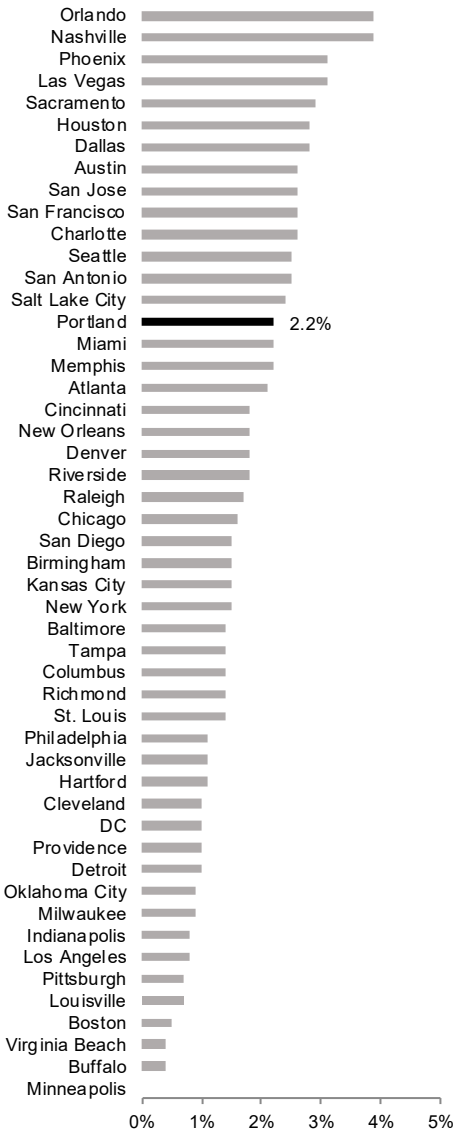 Orlando
Nashville
Phoenix
Las Vegas
Sacramento
Houston
Dallas
Austin
San Jose
San Francisco
Charlotte
Seattle
San Antonio
Salt Lake City
Portland 2.2%
Miami
Memphis
Atlanta
Cincinnati
New Orleans
Denver
Riverside
Raleigh
Chicago
San Diego
Birmingham
Kansas City
New York
Baltimore
Tampa
Columbus
Richmond
St. Louis
Philadelphia
Jacksonville
Hartford
Cleveland
DC
Providence
Detroit
Oklahoma City
Milwaukee
Indianapolis
Los Angeles
Pittsburgh
Louisville
Boston
Virginia Beach
Buffalo
Minneapolis
0% 1% 2% 3% 4% 5%